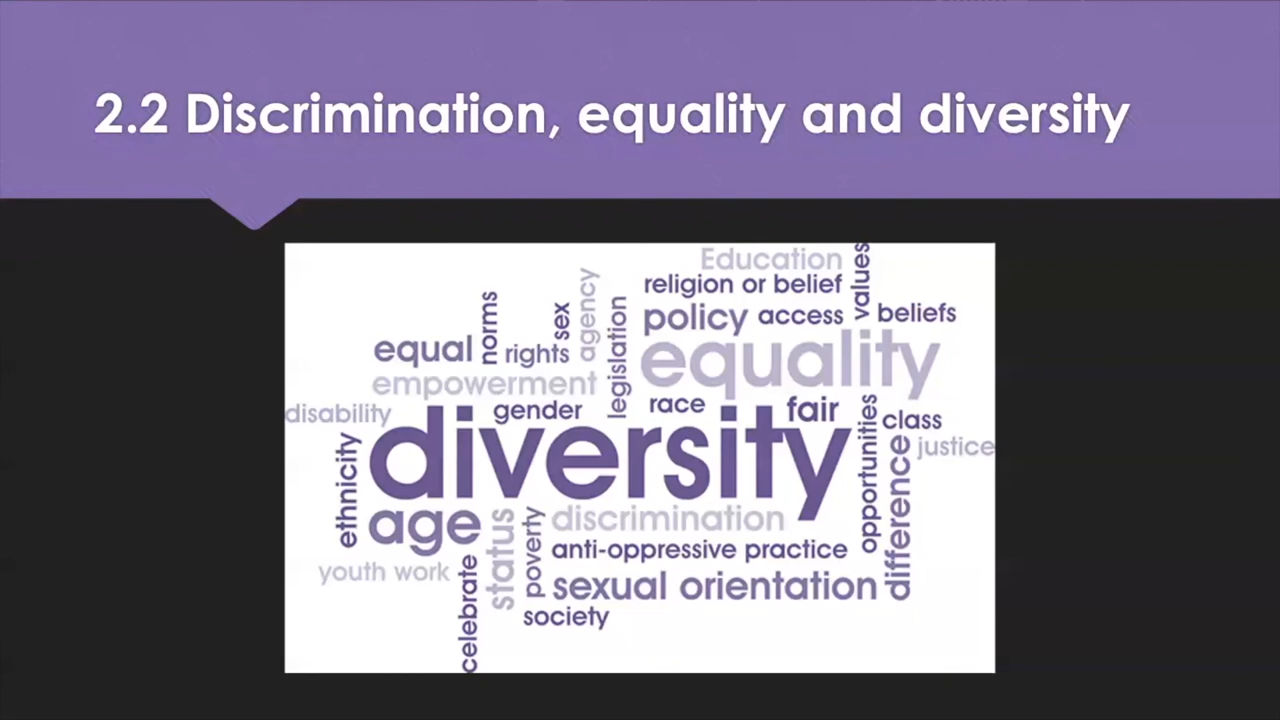 2.2 Discrimination, equality and diversity
Education
religion or belief
values
policy
access
beliefs
norms
sex
agency
legislation
equal
rights
equality
empowerment
disability
gender
race
fair
opportunities
class
justice
ethnicity
diversity
difference
age
status
poverty
discrimination
anti-oppressive practice
youth work
celebrate
sexual orientation
society